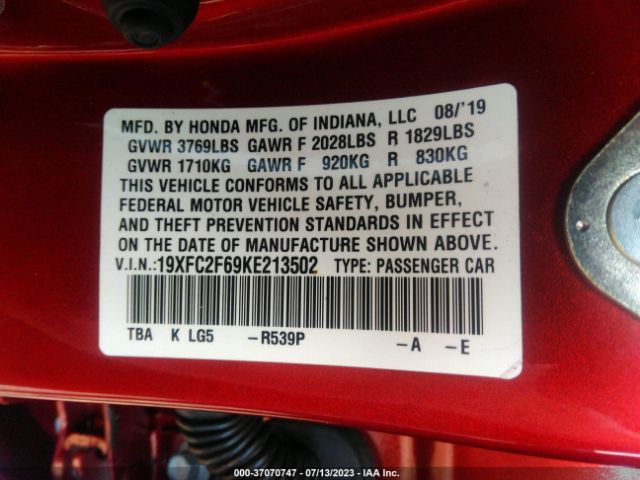 MFD. BY HONDA MFG. OF INDIANA, LLC 08/'19
GVWR 3769LBS GAWR F 2028LBS R 1829LBS
GVWR 1710KG GAWR F 920KG R 830KG
THIS VEHICLE CONFORMS TO ALL APPLICABLE
FEDERAL MOTOR VEHICLE SAFETY, BUMPER,
AND THEFT PREVENTION STANDARDS IN EFFECT
ON THE DATE OF MANUFACTURE SHOWN ABOVE.
V.I.N.:19XFC2F69KE213502 TYPE: PASSENGER CAR
TBA K LG5 -R539P -A -E
000-37070747 - 07/13/2023 - IAA Inc.